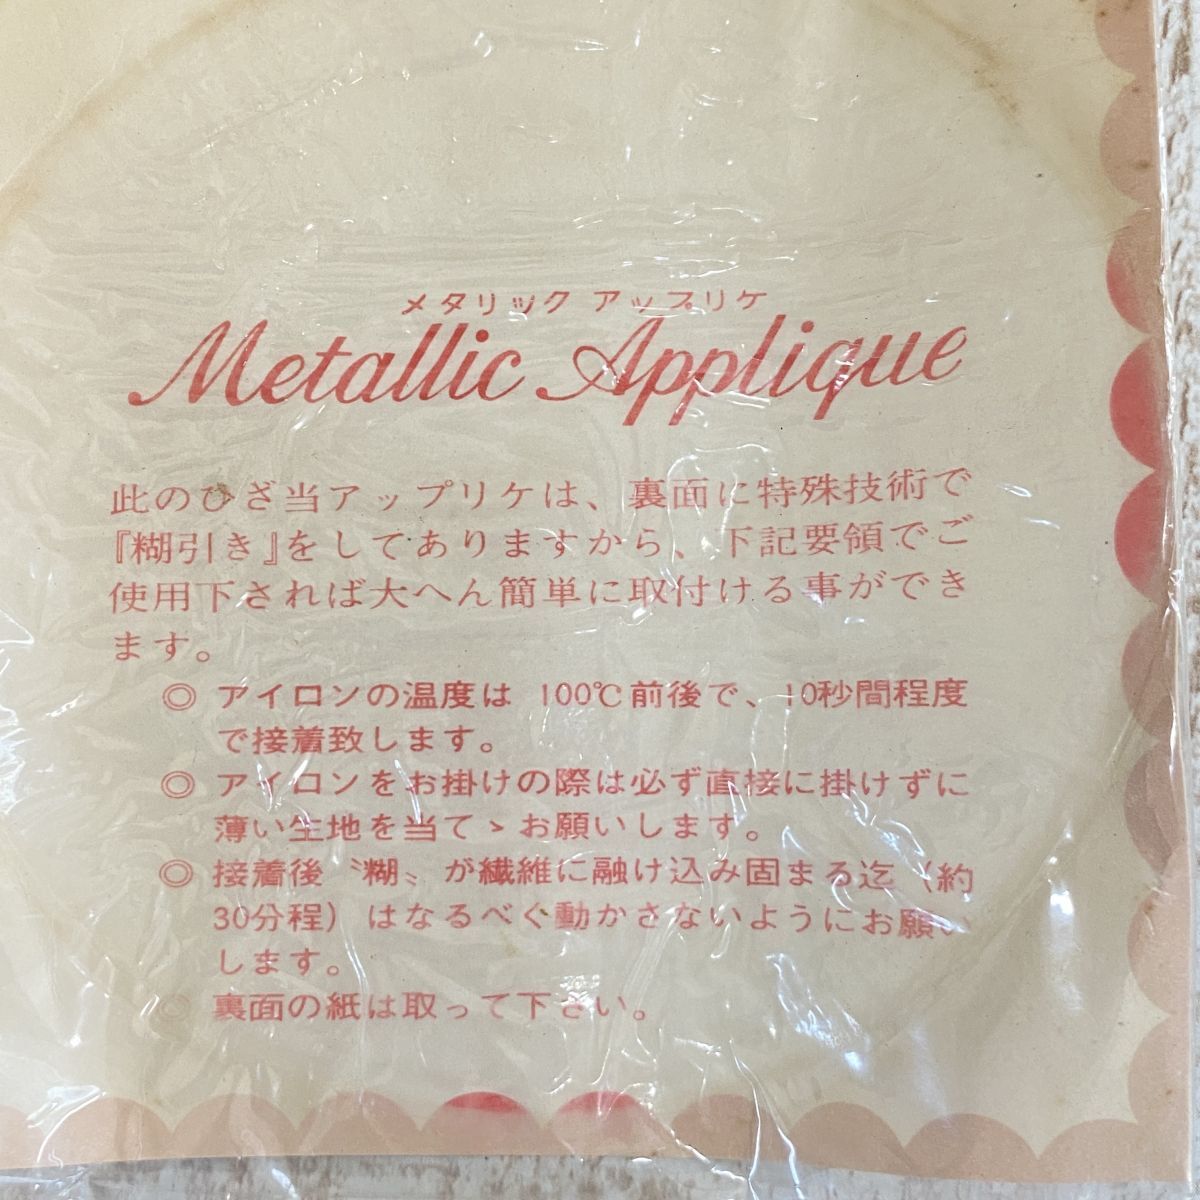 メタリック アップリケ
Metallic Applique
此のひざ当アップリケは、裏面に特殊技術で
『糊引き』をしてありますから、下記要領でご
使用下されば大へん簡単に取付ける事ができ
ます。
◎ アイロンの温度は 100℃前後で、10秒間程度
で接着致します。
◎ アイロンをお掛けの際は必ず直接に掛けずに
薄い生地を当てゝお願いします。
◎ 接着後〝糊〟が繊維に融け込み固まる迄（約
30分程）はなるべく動かさないようにお願い
します。
◎ 裏面の紙は取って下さい。